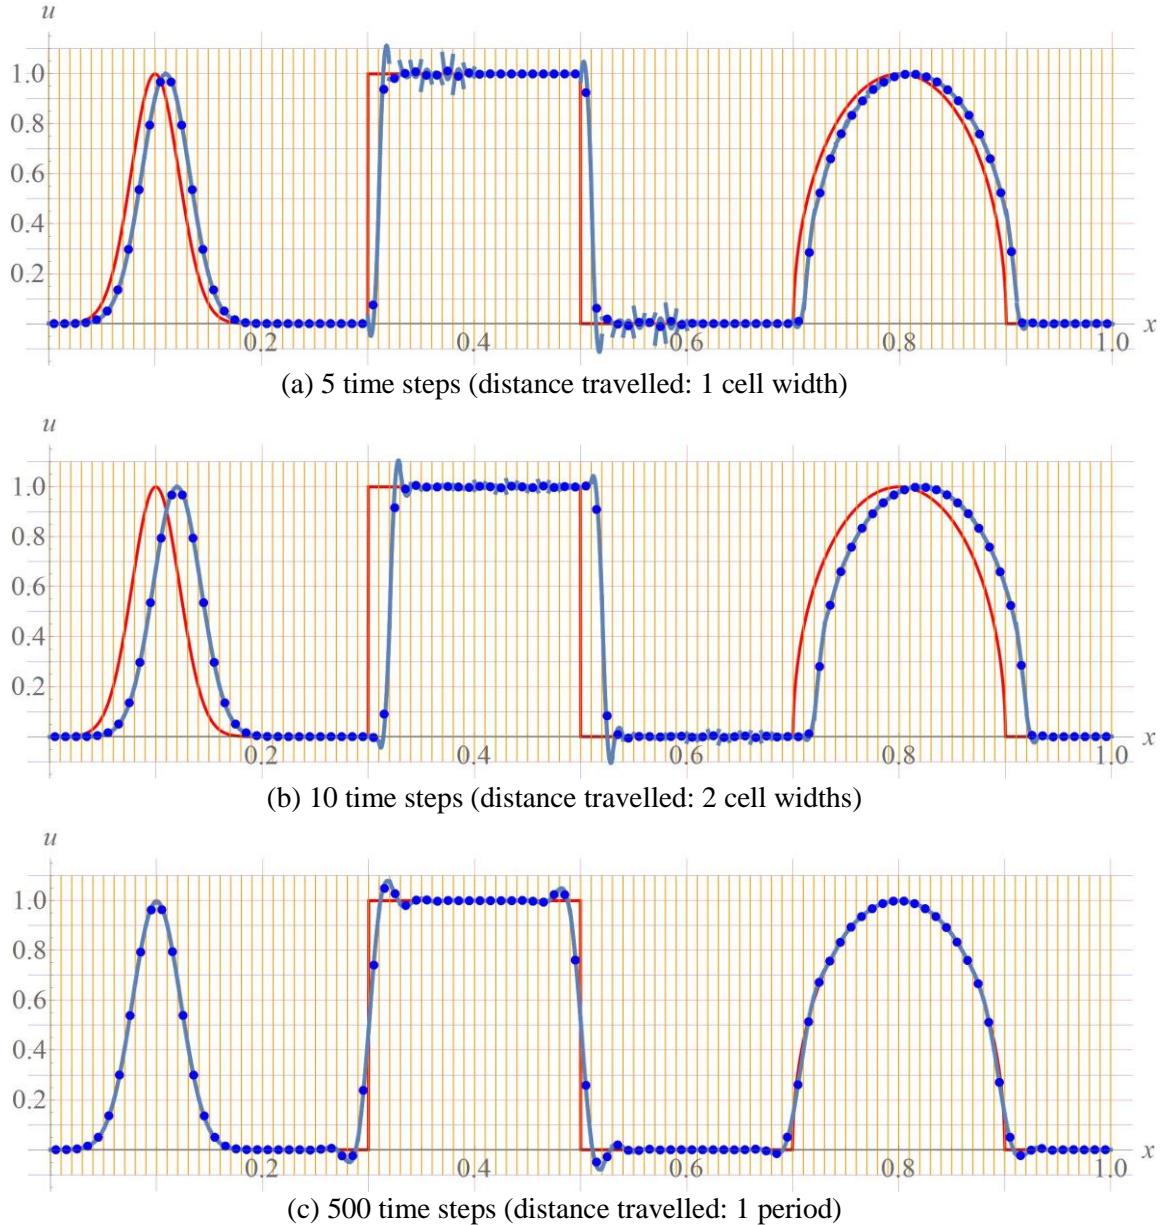 u
1.0
0.8
0.6
0.4
0.2
0.2 0.4 0.6 0.8 1.0 x
(a) 5 time steps (distance travelled: 1 cell width)
u
1.0
0.8
0.6
0.4
0.2
0.2 0.4 0.6 0.8 1.0 x
(b) 10 time steps (distance travelled: 2 cell widths)
u
1.0
0.8
0.6
0.4
0.2
0.2 0.4 0.6 0.8 1.0 x
(c) 500 time steps (distance travelled: 1 period)